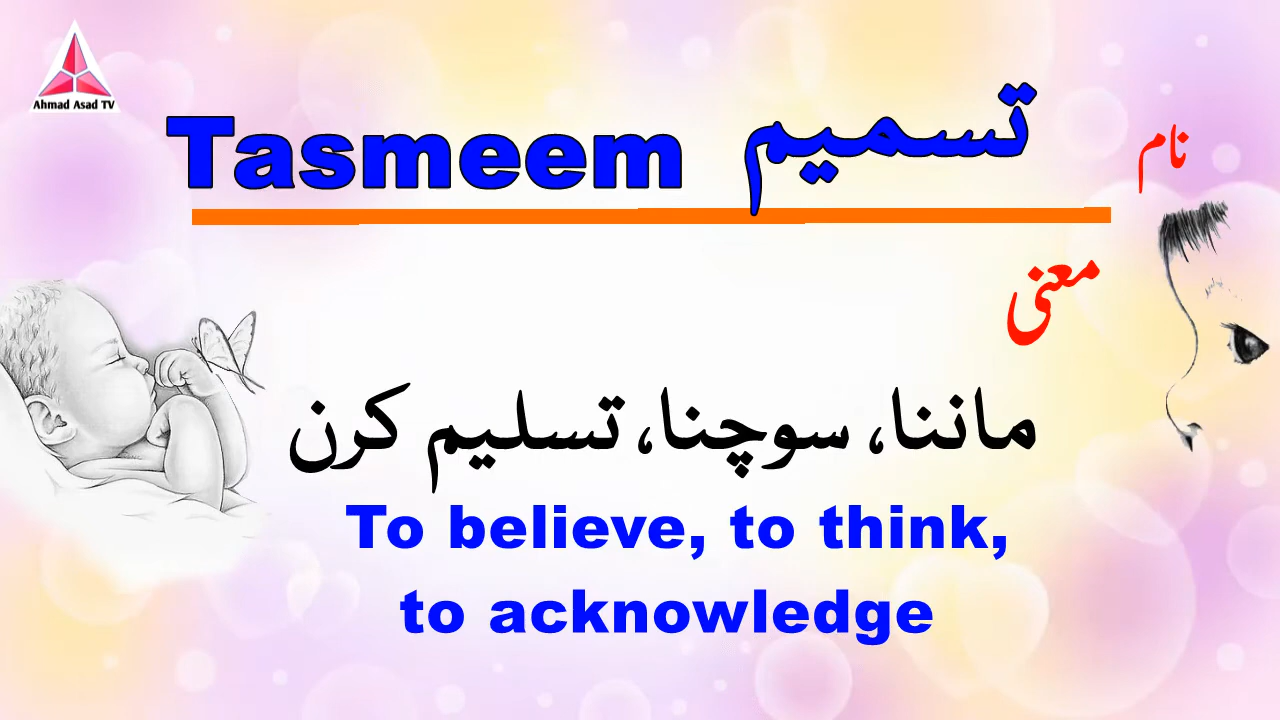 Ahmad Asad TV
نام
Tasmeem تسمیم
معنی
ماننا، سوچنا، تسلیم کرن
To believe, to think,
to acknowledge